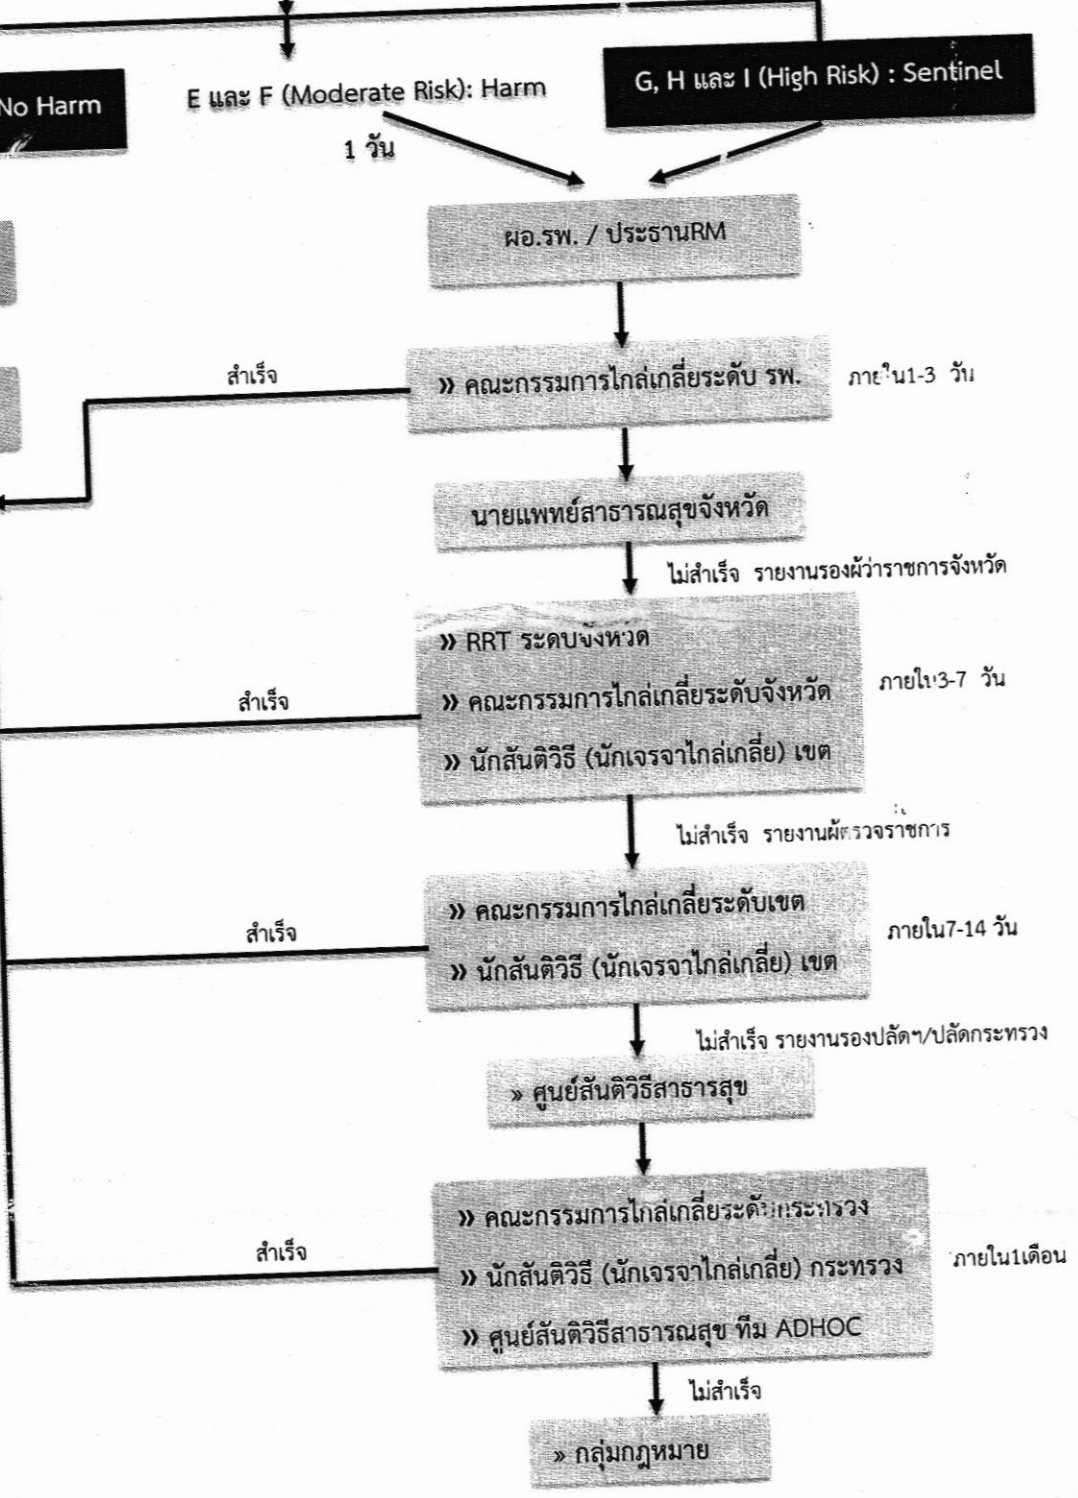 No Harm
E และ F (Moderate Risk): Harm
G, H และ I (High Risk) : Sentinel
1 วัน
ผอ.รพ. / ประธานRM
สำเร็จ
» คณะกรรมการไกล่เกลี่ยระดับ รพ.
ภายใน1-3 วัน
นายแพทย์สาธารณสุขจังหวัด
ไม่สำเร็จ รายงานรองผู้ว่าราชการจังหวัด
» RRT ระดับจังหวัด
สำเร็จ
» คณะกรรมการไกล่เกลี่ยระดับจังหวัด
ภายใน3-7 วัน
» นักสันติวิธี (นักเจรจาไกล่เกลี่ย) เขต
ไม่สำเร็จ รายงานผู้ตรวจราชการ
» คณะกรรมการไกล่เกลี่ยระดับเขต
สำเร็จ
ภายใน7-14 วัน
» นักสันติวิธี (นักเจรจาไกล่เกลี่ย) เขต
ไม่สำเร็จ รายงานรองปลัดฯ/ปลัดกระทรวง
» ศูนย์สันติวิธีสาธารสุข
» คณะกรรมการไกล่เกลี่ยระดับกระทรวง
สำเร็จ
» นักสันติวิธี (นักเจรจาไกล่เกลี่ย) กระทรวง
ภายใน1เดือน
» ศูนย์สันติวิธีสาธารณสุข ทีม ADHOC
ไม่สำเร็จ
» กลุ่มกฎหมาย